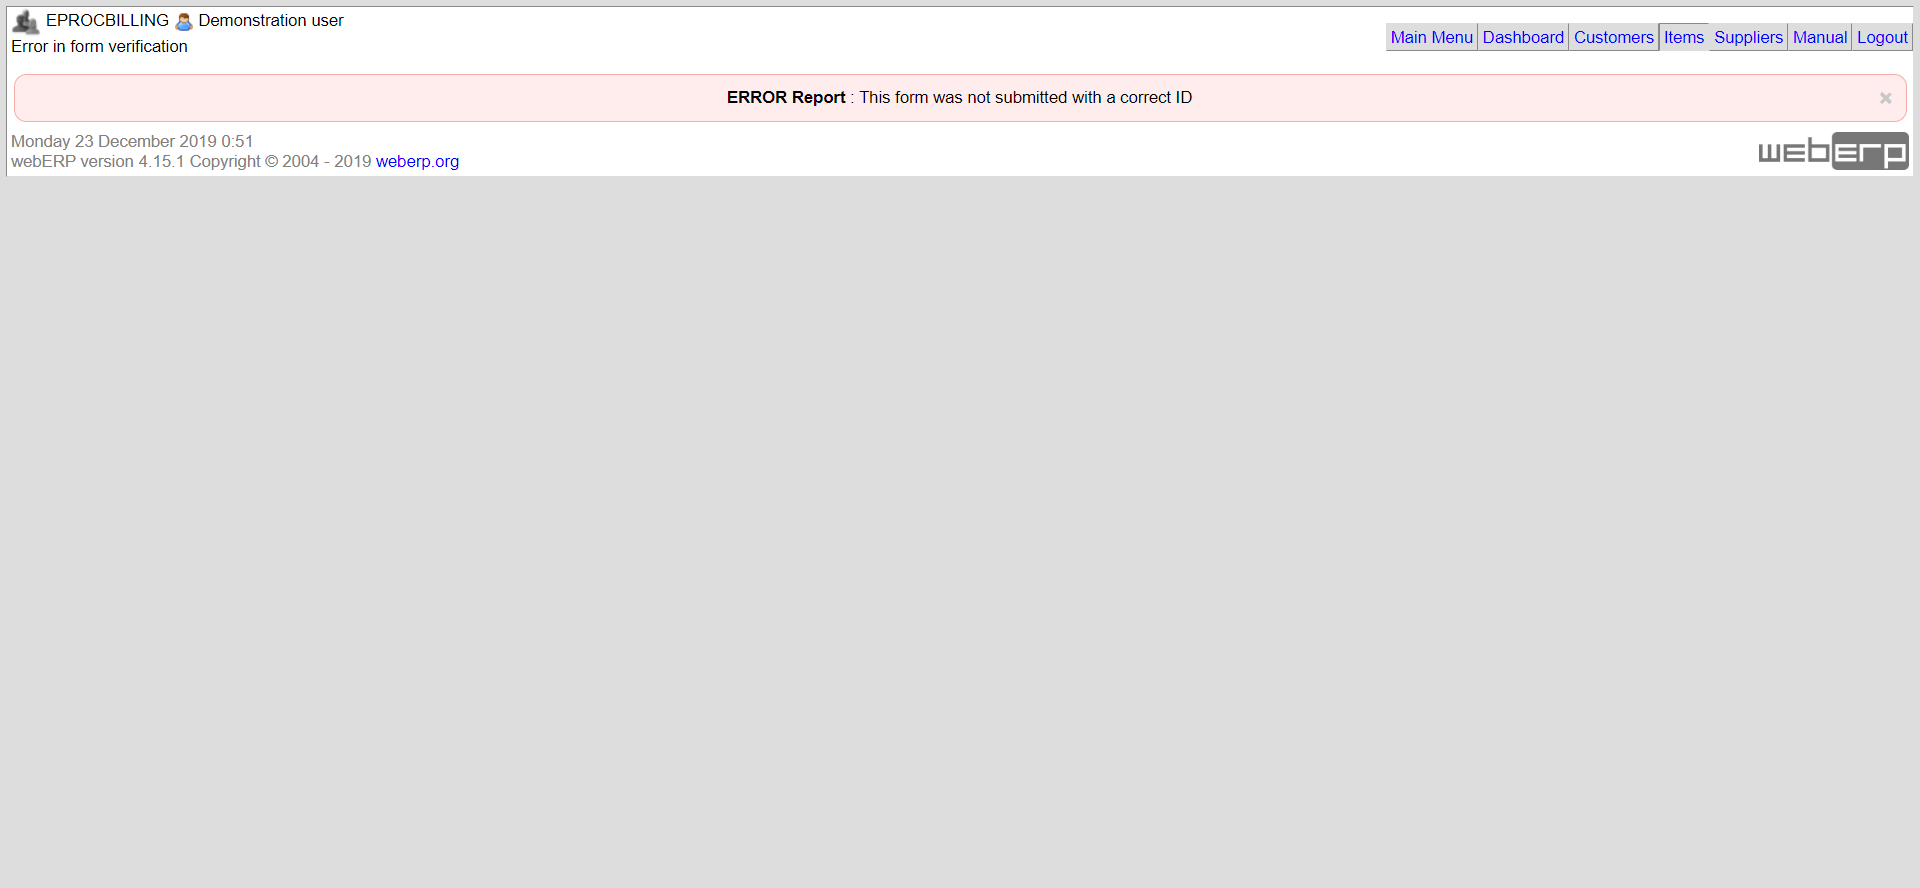 EPROCBILLING Demonstration user
Error in form verification
Main Menu Dashboard Customers Items Suppliers Manual Logout
ERROR Report : This form was not submitted with a correct ID ×
Monday 23 December 2019 0:51
webERP version 4.15.1 Copyright © 2004 - 2019 weberp.org
weberp